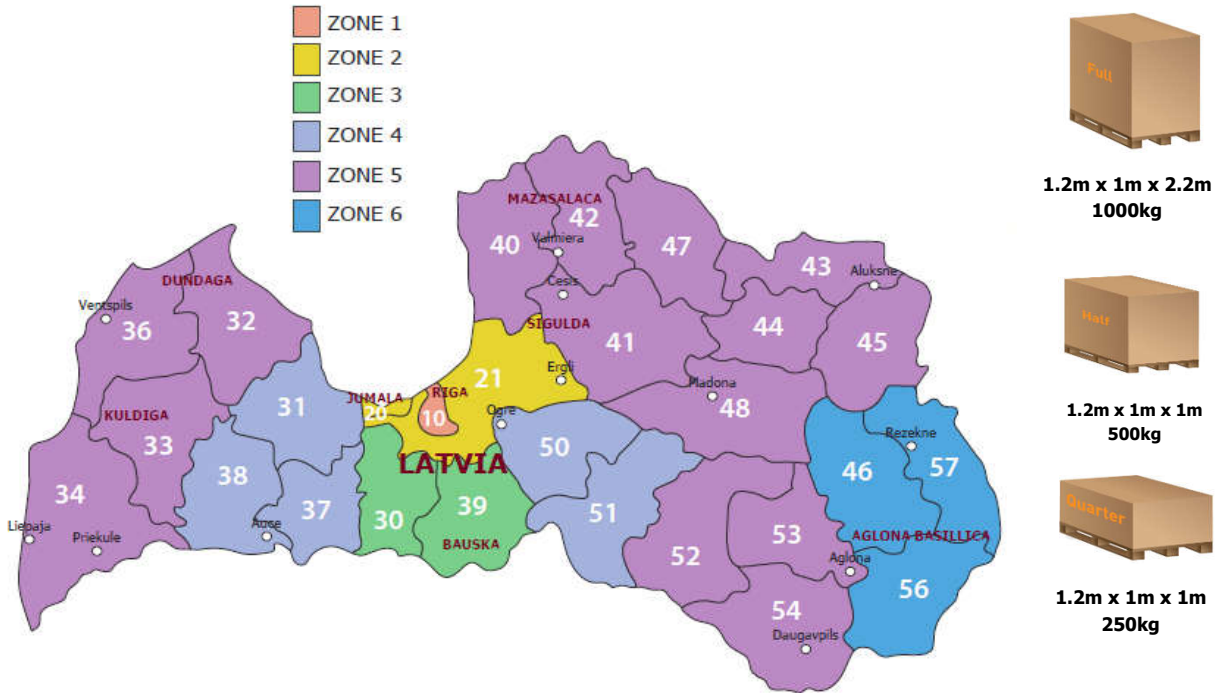 ZONE 1
ZONE 2
ZONE 3
ZONE 4
ZONE 5
ZONE 6
Full
1.2m x 1m x 2.2m
1000kg
Half
1.2m x 1m x 1m
500kg
Quarter
1.2m x 1m x 1m
250kg
MAZASALACA
42
40
Valmiera
47
43
Aluksne
Cesis
DUNDAGA
Ventspils
36
32
SIGULDA
41
44
45
21
Ergli
JUMALA
RIGA
20
10
Ogre
Madona
48
31
KULDIGA
33
50
Rezekne
46
57
LATVIA
38
34
37
30
39
51
Liepaja
Priekule
Auce
BAUSKA
52
53
AGLONA BASILLICA
Aglona
56
54
Daugavpils